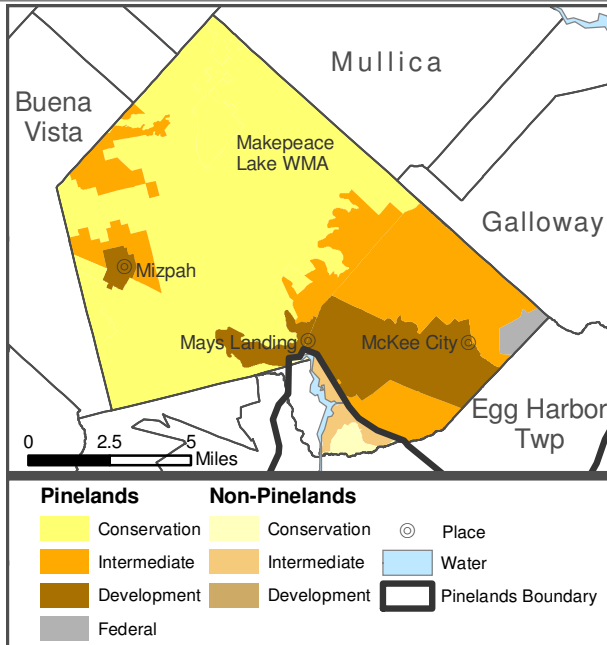 Mullica
Buena
Vista
Makepeace
Lake WMA
Galloway
Mizpah
Mays Landing
McKee City
Egg Harbor
Twp
0 2.5 5
Miles
Pinelands Non-Pinelands
Conservation Conservation Place
Intermediate Intermediate Water
Development Development Pinelands Boundary
Federal